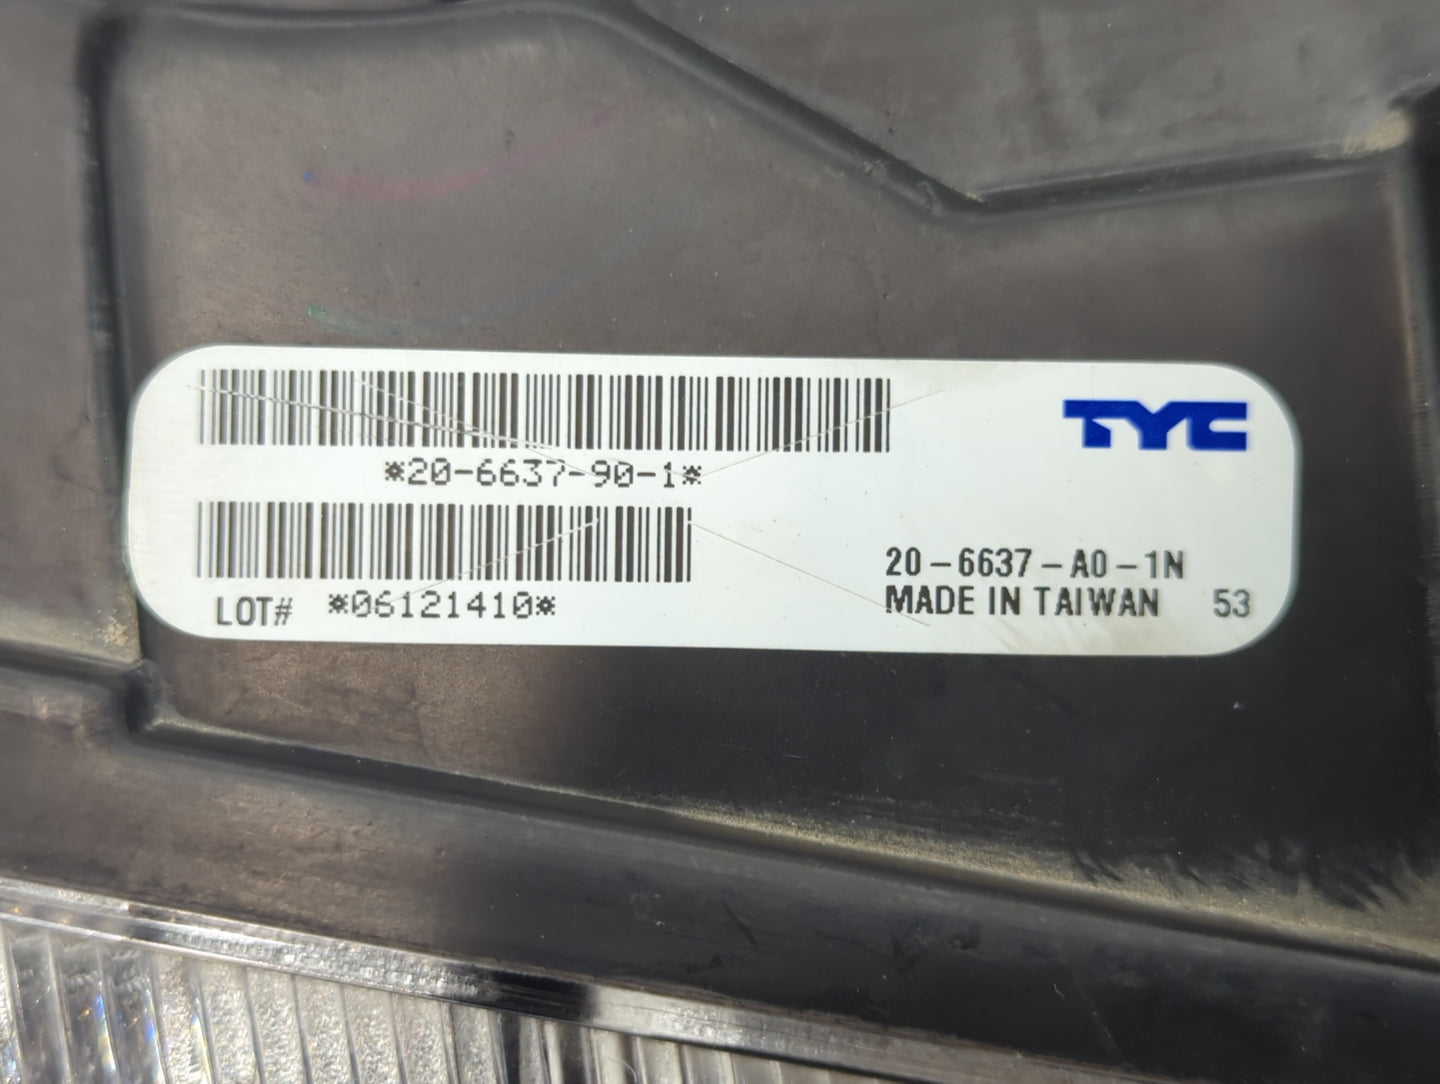 TYC
*20-6637-90-1*
LOT# *06121410*
20-6637-A0-1N
MADE IN TAIWAN 53